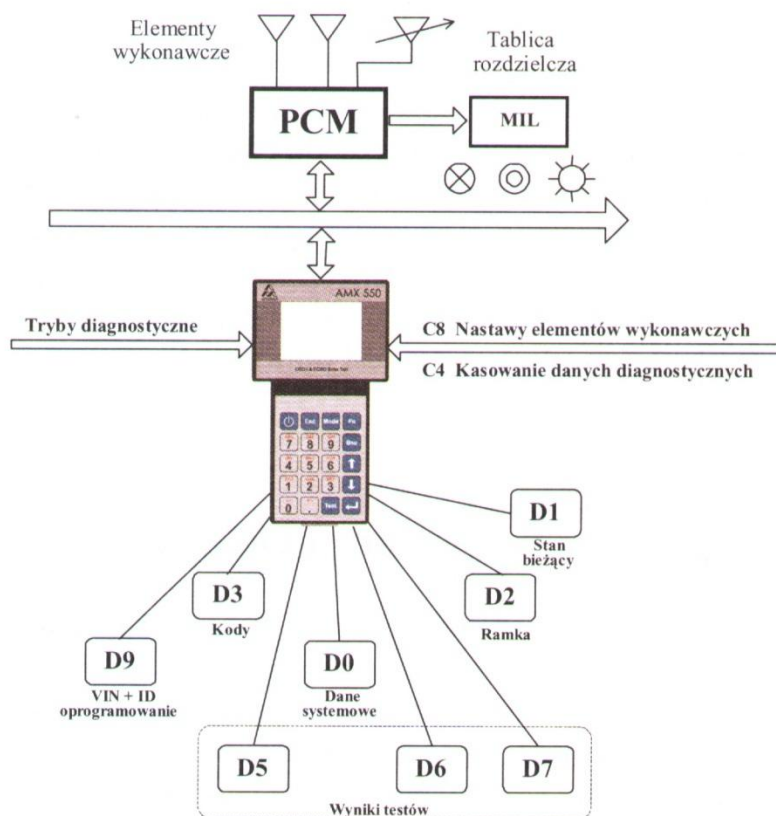 Elementy
wykonawcze
Tablica
rozdzielcza
PCM
MIL
AMX 550
Tryby diagnostyczne
C8 Nastawy elementów wykonawczych
C4 Kasowanie danych diagnostycznych
Esc Mode Fn
7 8 9
4 5 6
1 2 3
0 . Test
D1
Stan
bieżący
D3
Kody
D2
Ramka
D9
VIN + ID
oprogramowanie
D0
Dane
systemowe
D5
D6
D7
Wyniki testów